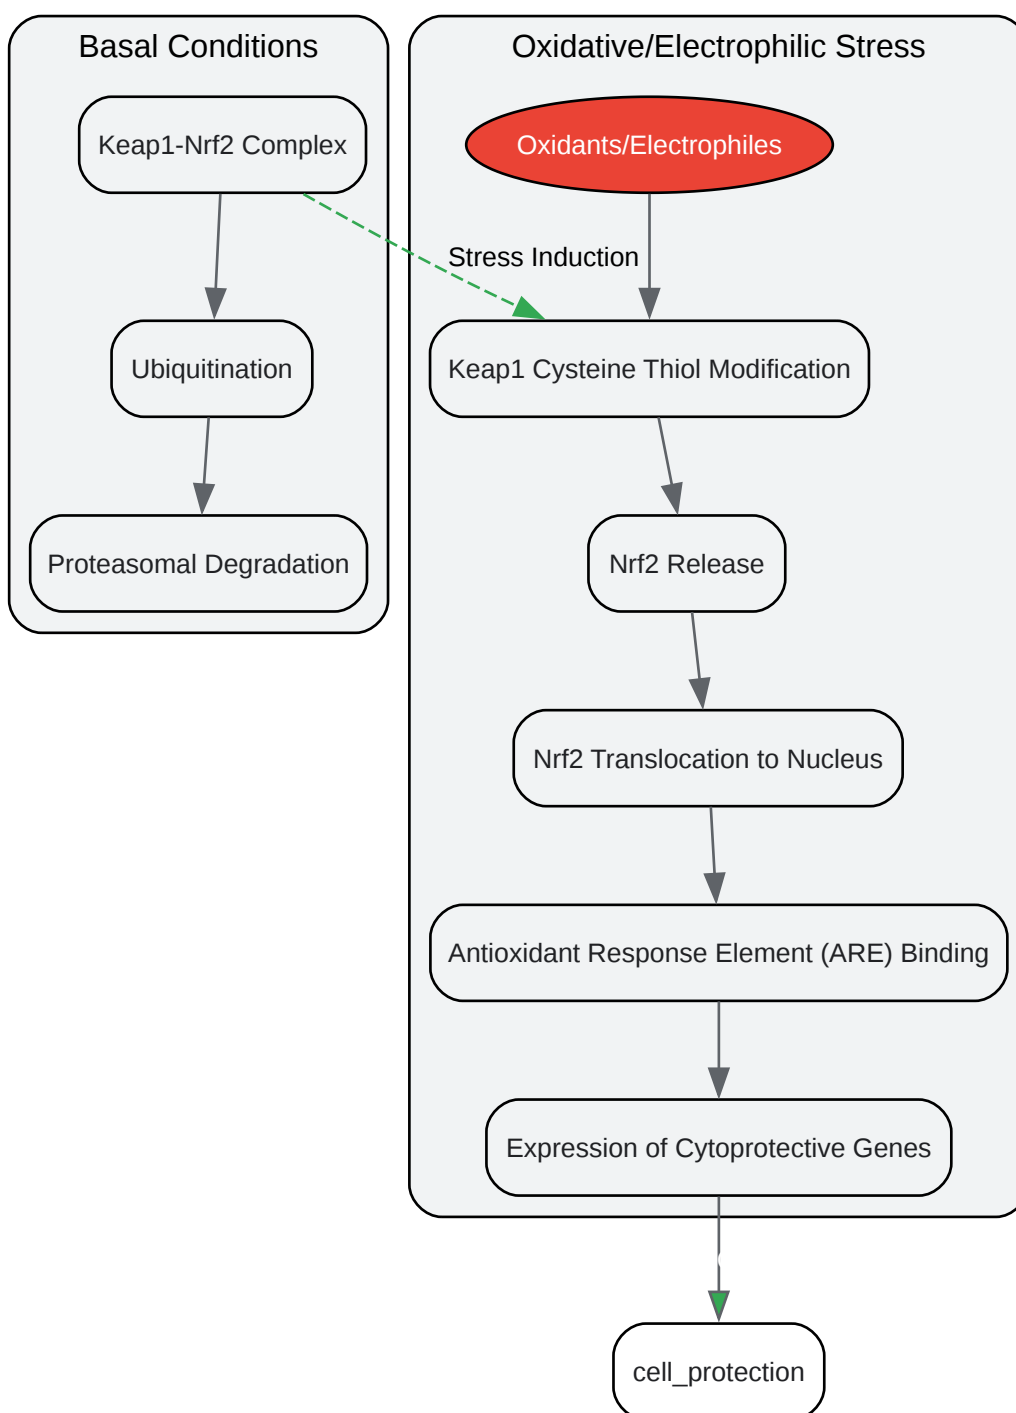 Basal Conditions
Keap1-Nrf2 Complex
Ubiquitination
Proteasomal Degradation
Oxidative/Electrophilic Stress
Oxidants/Electrophiles
Stress Induction
Keap1 Cysteine Thiol Modification
Nrf2 Release
Nrf2 Translocation to Nucleus
Antioxidant Response Element (ARE) Binding
Expression of Cytoprotective Genes
cell_protection